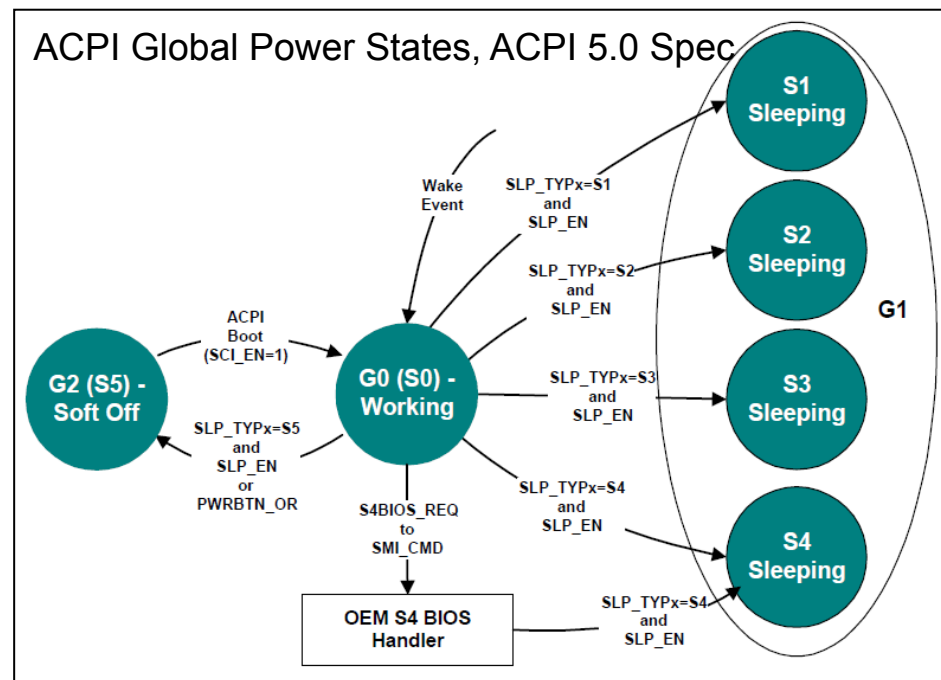 ACPI Global Power States, ACPI 5.0 Spec
S1
Sleeping
Wake
Event
SLP_TYPx=S1
and
SLP_EN
S2
Sleeping
SLP_TYPx=S2
and
SLP_EN
G1
ACPI
Boot
(SCI_EN=1)
G2 (S5) -
Soft Off
G0 (S0) -
Working
SLP_TYPx=S3
and
SLP_EN
S3
Sleeping
SLP_TYPx=S5
and
SLP_EN
or
PWRBTN_OR
SLP_TYPx=S4
and
SLP_EN
S4BIOS_REQ
to
SMI_CMD
S4
Sleeping
OEM S4 BIOS
Handler
SLP_TYPx=S4
and
SLP_EN